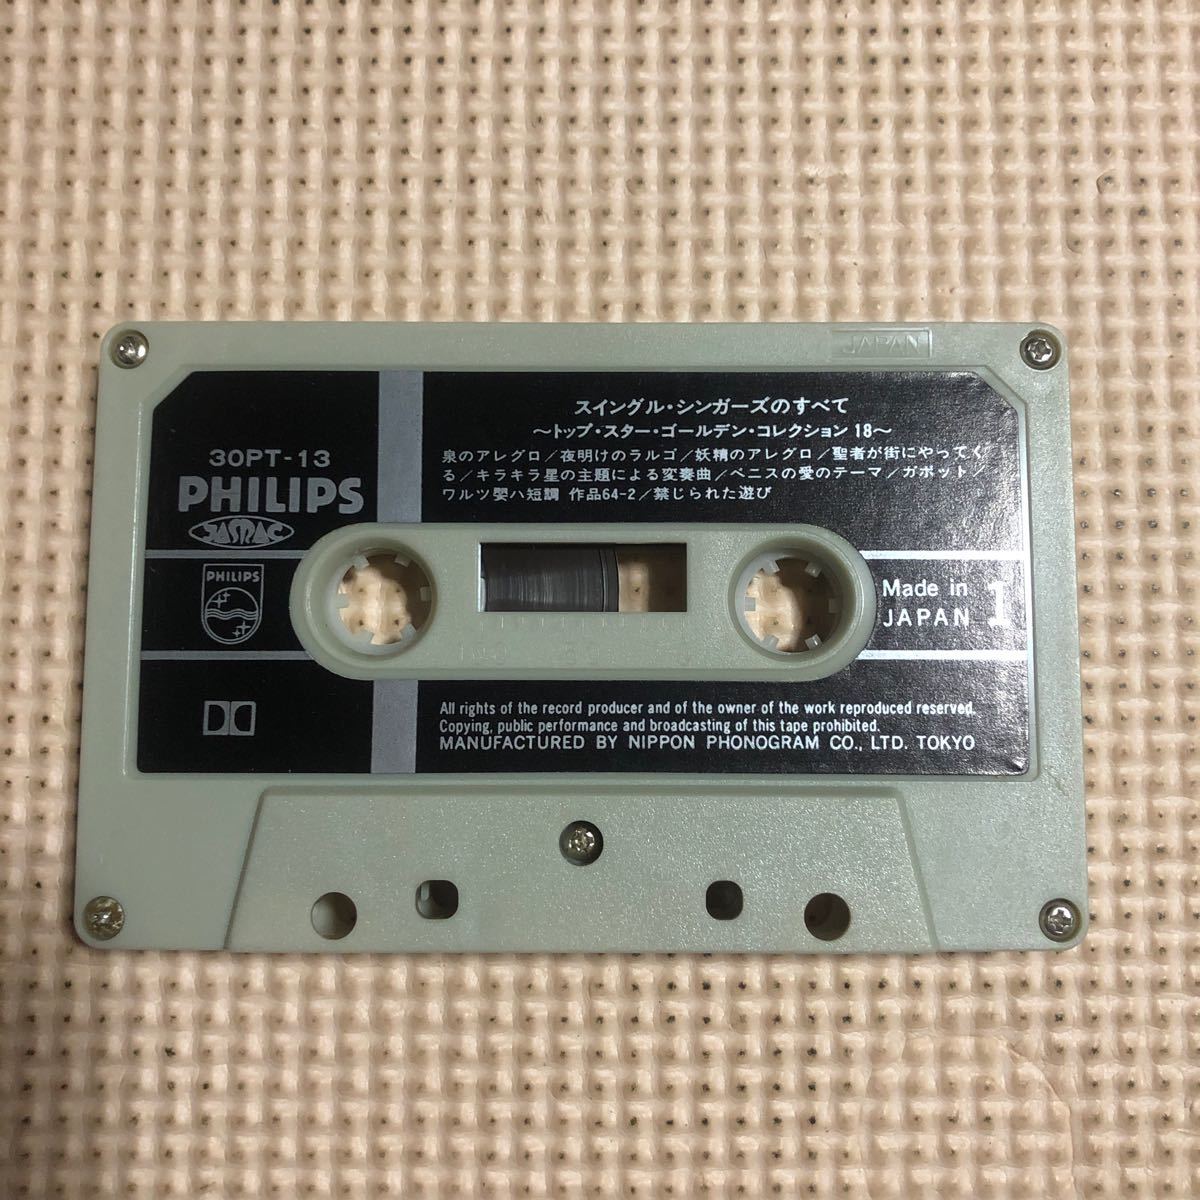 JAPAN
スイングル・シンガーズのすべて
～トップ・スター・ゴールデン・コレクション 18～
泉のアレグロ／夜明けのラルゴ／妖精のアレグロ／聖者が街にやってく
る／キラキラ星の主題による変奏曲／ベニスの愛のテーマ／ガボット／
ワルツ嬰ハ短調 作品64-2／禁じられた遊び
30PT-13
PHILIPS
JASRAC
PHILIPS
Made in
JAPAN
1
All rights of the record producer and of the owner of the work reproduced reserved.
Copying, public performance and broadcasting of this tape prohibited.
MANUFACTURED BY NIPPON PHONOGRAM CO., LTD. TOKYO